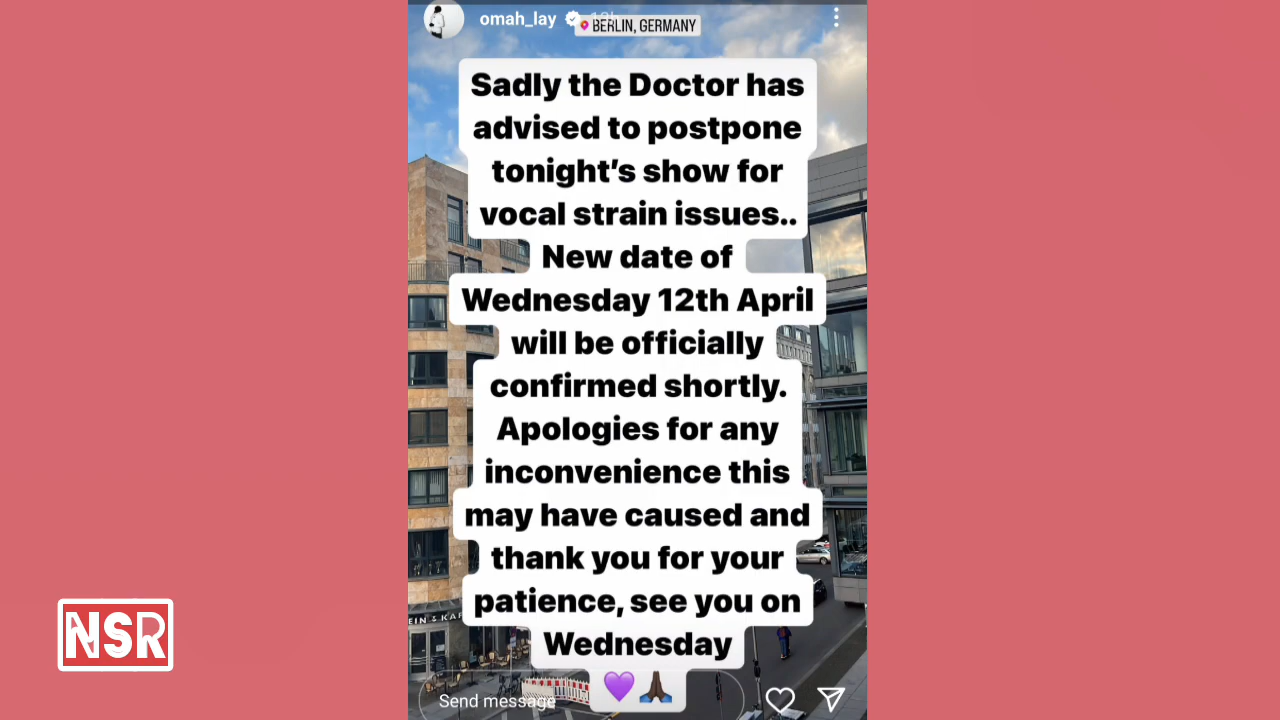 omah_lay
BERLIN, GERMANY
Sadly the Doctor has
advised to postpone
tonight's show for
vocal strain issues..
New date of
Wednesday 12th April
will be officially
confirmed shortly.
Apologies for any
inconvenience this
may have caused and
thank you for your
patience, see you on
Wednesday
💜 🙏🏿
Send message
NSR